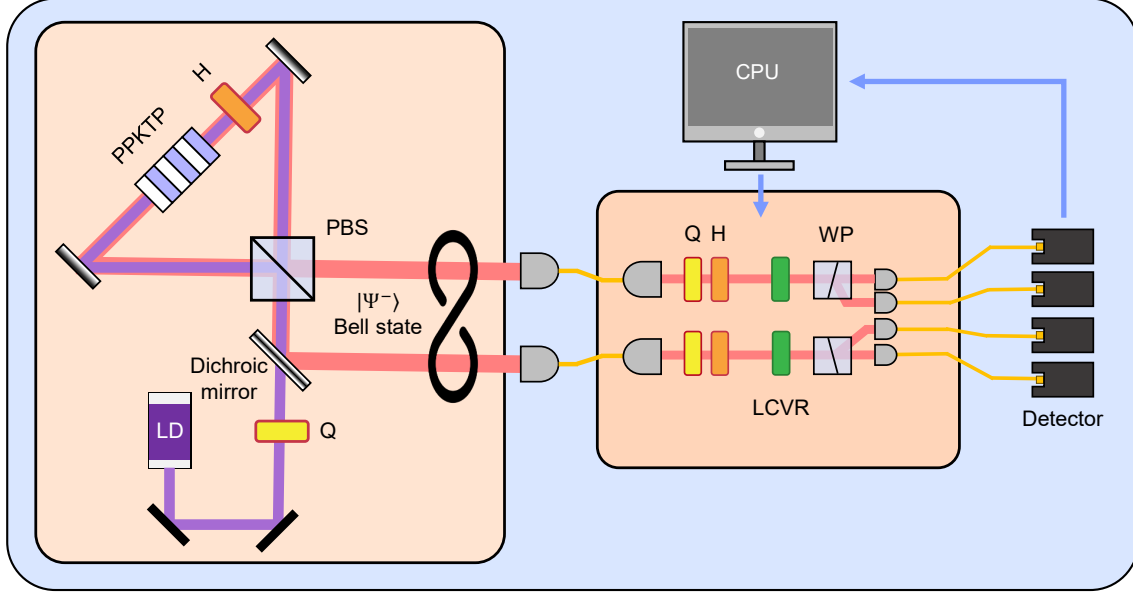 H
PPKTP
PBS
|Ψ⁻⟩
Bell state
Dichroic
mirror
LD
Q
CPU
Q H WP
LCVR
Detector